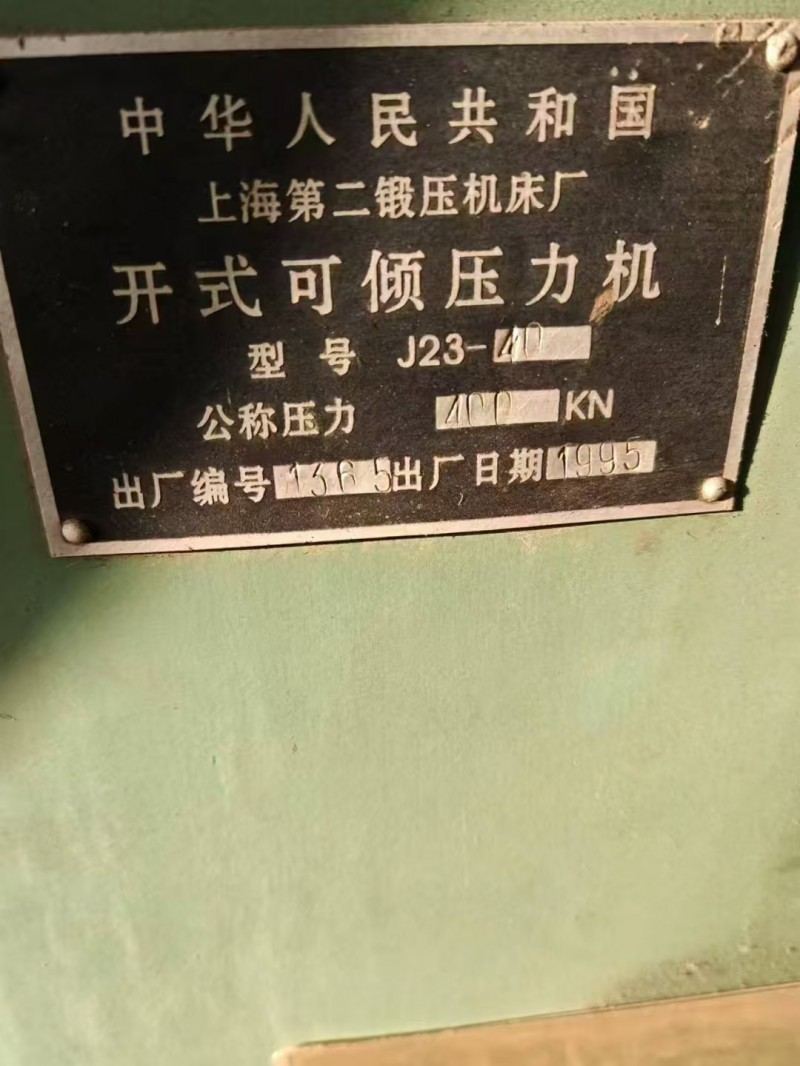 中华人民共和国
上海第二锻压机床厂
开式可倾压力机
型号 J23-40
公称压力 400 KN
出厂编号 1365 出厂日期 1995